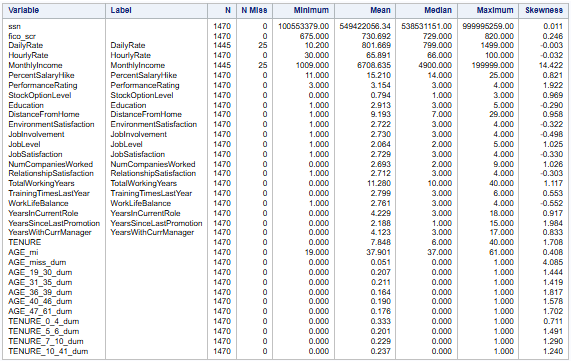 Variable Label N N Miss Minimum Mean Median Maximum Skewness
ssn 1470 0 100553379.00 549422056.34 538531151.00 999995259.00 0.011
fico_scr 1470 0 675.000 730.692 729.000 820.000 0.246
DailyRate DailyRate 1445 25 103.000 801.669 799.000 1499.000 -0.003
HourlyRate HourlyRate 1470 0 30.000 65.891 66.000 100.000 -0.032
MonthlyIncome MonthlyIncome 1445 25 1009.000 6708.635 4900.000 199999.000 14.422
PercentSalaryHike PercentSalaryHike 1470 0 11.000 15.210 14.000 25.000 0.821
PerformanceRating PerformanceRating 1470 0 3.000 3.154 3.000 4.000 1.922
StockOptionLevel StockOptionLevel 1470 0 0.000 0.794 1.000 3.000 0.969
Education Education 1470 0 1.000 2.913 3.000 5.000 -0.290
DistanceFromHome DistanceFromHome 1470 0 1.000 9.193 7.000 29.000 0.958
EnvironmentSatisfaction EnvironmentSatisfaction 1470 0 1.000 2.722 3.000 4.000 -0.322
JobInvolvement JobInvolvement 1470 0 1.000 2.730 3.000 4.000 -0.498
JobLevel JobLevel 1470 0 1.000 2.064 2.000 5.000 1.025
JobSatisfaction JobSatisfaction 1470 0 1.000 2.729 3.000 4.000 -0.330
NumCompaniesWorked NumCompaniesWorked 1470 0 0.000 2.693 2.000 9.000 1.026
RelationshipSatisfaction RelationshipSatisfaction 1470 0 1.000 2.712 3.000 4.000 -0.303
TotalWorkingYears TotalWorkingYears 1470 0 0.000 11.280 10.000 40.000 1.117
TrainingTimesLastYear TrainingTimesLastYear 1470 0 0.000 2.799 3.000 6.000 0.553
WorkLifeBalance WorkLifeBalance 1470 0 1.000 2.761 3.000 4.000 -0.552
YearsInCurrentRole YearsInCurrentRole 1470 0 0.000 4.229 3.000 18.000 0.917
YearsSinceLastPromotion YearsSinceLastPromotion 1470 0 0.000 2.188 1.000 15.000 1.984
YearsWithCurrManager YearsWithCurrManager 1470 0 0.000 4.123 3.000 17.000 0.833
TENURE 1470 0 0.000 7.848 6.000 40.000 1.708
AGE_mi 1470 0 19.000 37.901 37.000 61.000 0.408
AGE_miss_dum 1470 0 0.000 0.051 0.000 1.000 4.085
AGE_19_30_dum 1470 0 0.000 0.207 0.000 1.000 1.444
AGE_31_35_dum 1470 0 0.000 0.211 0.000 1.000 1.419
AGE_36_39_dum 1470 0 0.000 0.164 0.000 1.000 1.817
AGE_40_46_dum 1470 0 0.000 0.190 0.000 1.000 1.578
AGE_47_61_dum 1470 0 0.000 0.176 0.000 1.000 1.702
TENURE_0_4_dum 1470 0 0.000 0.333 0.000 1.000 0.711
TENURE_5_6_dum 1470 0 0.000 0.201 0.000 1.000 1.491
TENURE_7_10_dum 1470 0 0.000 0.229 0.000 1.000 1.290
TENURE_10_41_dum 1470 0 0.000 0.237 0.000 1.000 1.240